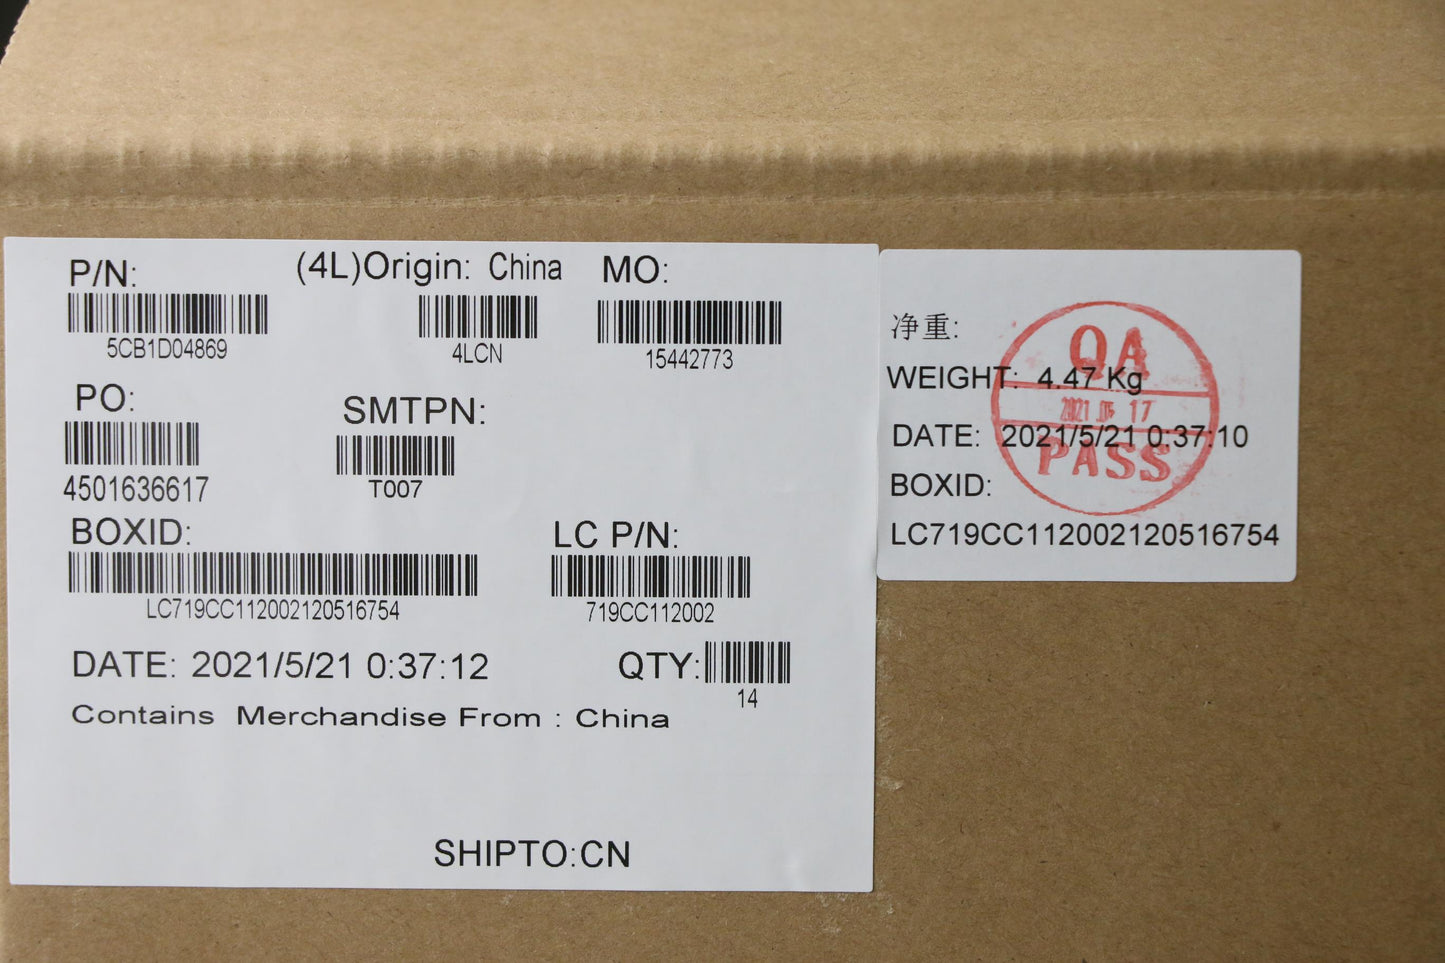 P/N: (4L)Origin: China MO:
5CB1D04869 4LCN 15442773
PO: SMTPN:
4501636617 T007
BOXID: LC P/N:
LC719CC112002120516754 719CC112002
DATE: 2021/5/21 0:37:12 QTY:
14
Contains Merchandise From : China
SHIPTO:CN
净重:
WEIGHT: 4.47 Kg
DATE: 2021/5/21 0:37:10
BOXID:
LC719CC112002120516754
QA
2021 17
PASS